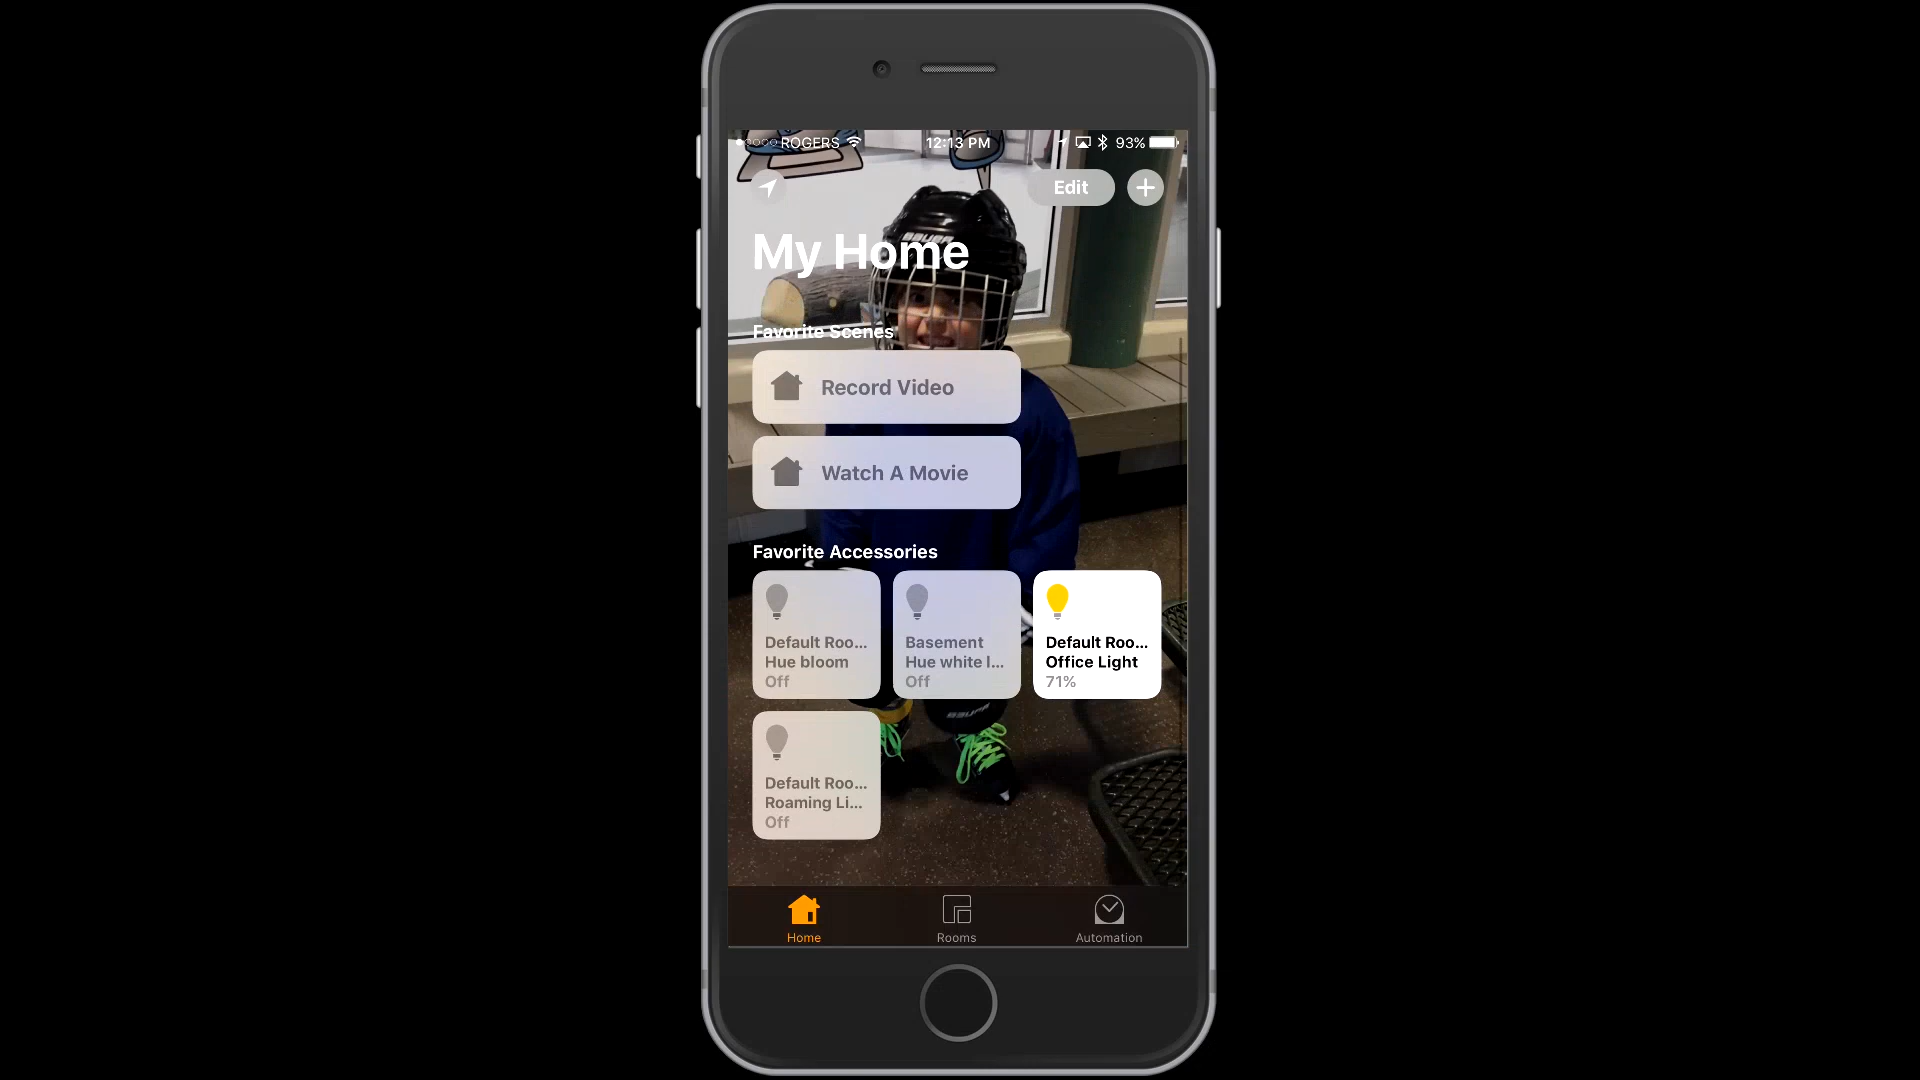 ROGERS 12:13 PM 93%
Edit
BAUER
My Home
Favorite Scenes
Record Video
Watch A Movie
Favorite Accessories
Default Roo...
Hue bloom
Off
Basement
Hue white l...
Off
Default Roo...
Office Light
71%
BAUER
Default Roo...
Roaming Li...
Off
Home
Rooms
Automation